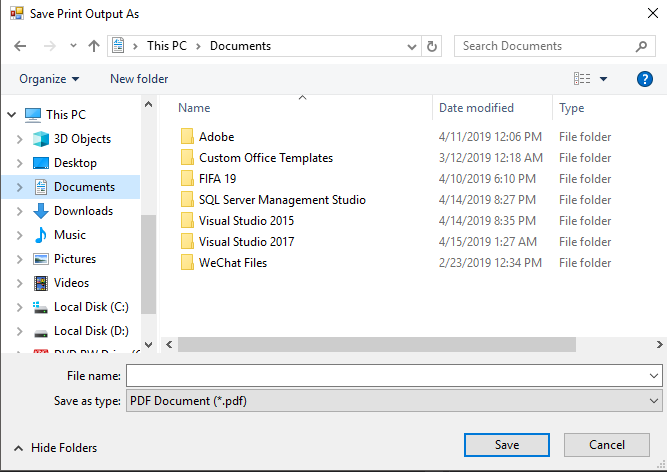 Save Print Output As
This PC > Documents
Search Documents
Organize
New folder
?
Name Date modified Type
This PC
3D Objects
Desktop
Documents
Downloads
Music
Pictures
Videos
Local Disk (C:)
Local Disk (D:)
Adobe 4/11/2019 12:06 PM File folder
Custom Office Templates 3/12/2019 12:18 AM File folder
FIFA 19 4/10/2019 6:10 PM File folder
SQL Server Management Studio 4/14/2019 8:27 PM File folder
Visual Studio 2015 4/14/2019 8:35 PM File folder
Visual Studio 2017 4/15/2019 1:27 AM File folder
WeChat Files 2/23/2019 12:34 PM File folder
File name:
Save as type: PDF Document (*.pdf)
Hide Folders
Save
Cancel